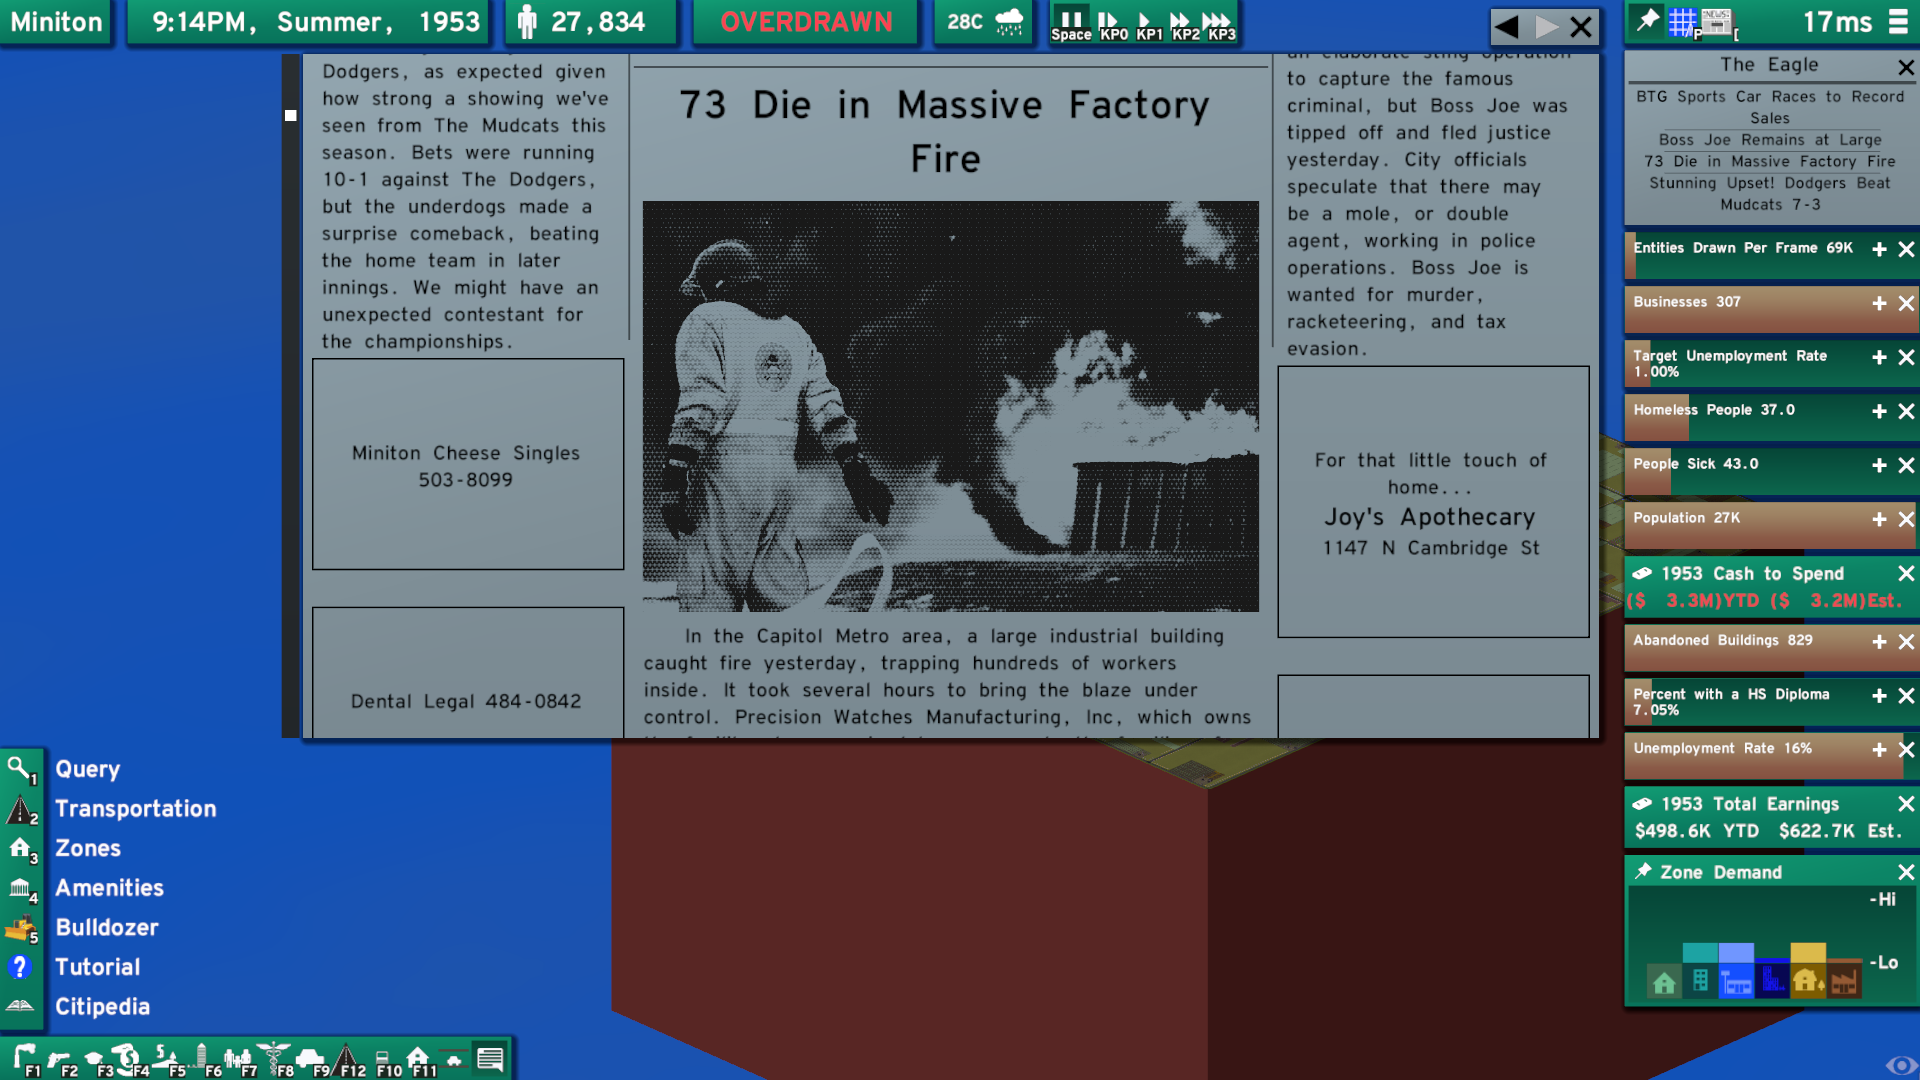 Miniton
9:14PM, Summer, 1953
27,834
OVERDRAWN
28C
Space KP0 KP1 KP2 KP3
P
[
17ms
Dodgers, as expected given
how strong a showing we've
seen from The Mudcats this
season. Bets were running
10-1 against The Dodgers,
but the underdogs made a
surprise comeback, beating
the home team in later
innings. We might have an
unexpected contestant for
the championships.
Miniton Cheese Singles
503-8099
Dental Legal 484-0842
73 Die in Massive Factory
Fire
In the Capitol Metro area, a large industrial building
caught fire yesterday, trapping hundreds of workers
inside. It took several hours to bring the blaze under
control. Precision Watches Manufacturing, Inc, which owns
an elaborate sting operation
to capture the famous
criminal, but Boss Joe was
tipped off and fled justice
yesterday. City officials
speculate that there may
be a mole, or double
agent, working in police
operations. Boss Joe is
wanted for murder,
racketeering, and tax
evasion.
For that little touch of
home...
Joy's Apothecary
1147 N Cambridge St
The Eagle
BTG Sports Car Races to Record
Sales
Boss Joe Remains at Large
73 Die in Massive Factory Fire
Stunning Upset! Dodgers Beat
Mudcats 7-3
Entities Drawn Per Frame 69K
Businesses 307
Target Unemployment Rate
1.00%
Homeless People 37.0
People Sick 43.0
Population 27K
1953 Cash to Spend
($ 3.3M)YTD ($ 3.2M)Est.
Abandoned Buildings 829
Percent with a HS Diploma
7.05%
Unemployment Rate 16%
1953 Total Earnings
$498.6K YTD $622.7K Est.
Zone Demand
-Hi
-Lo
1 Query
2 Transportation
3 Zones
4 Amenities
5 Bulldozer
? Tutorial
Citipedia
F1 F2 F3 F4 F5 F6 F7 F8 F9 F12 F10 F11